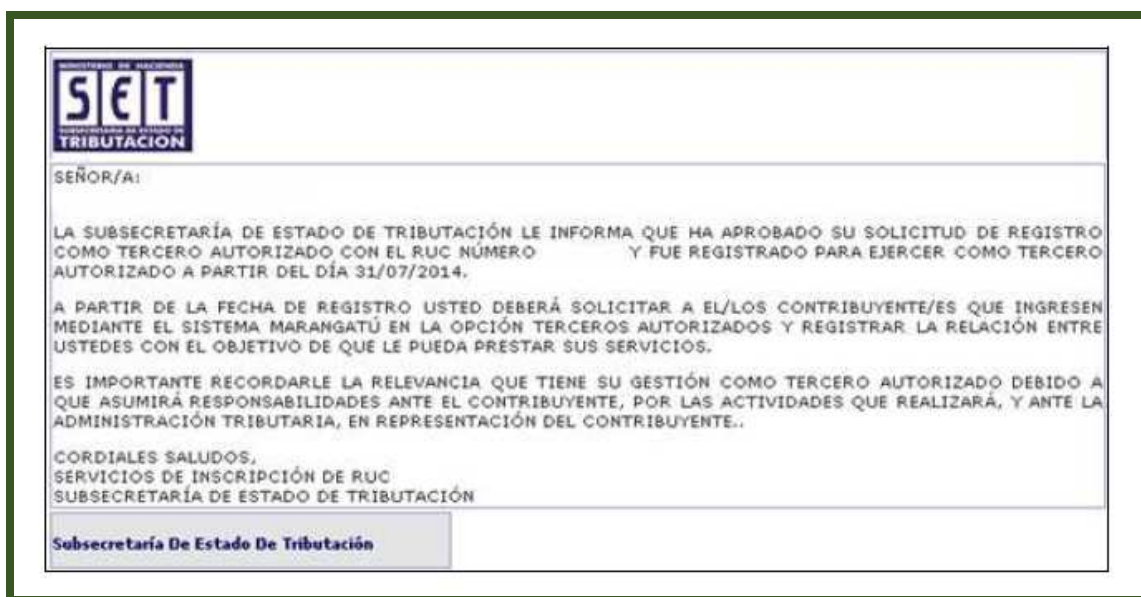 MINISTERIO DE HACIENDA
SET
SUBSECRETARIA DE ESTADO DE
TRIBUTACION
SEÑOR/A:
LA SUBSECRETARÍA DE ESTADO DE TRIBUTACIÓN LE INFORMA QUE HA APROBADO SU SOLICITUD DE REGISTRO
COMO TERCERO AUTORIZADO CON EL RUC NÚMERO Y FUE REGISTRADO PARA EJERCER COMO TERCERO
AUTORIZADO A PARTIR DEL DÍA 31/07/2014.
A PARTIR DE LA FECHA DE REGISTRO USTED DEBERÁ SOLICITAR A EL/LOS CONTRIBUYENTE/ES QUE INGRESEN
MEDIANTE EL SISTEMA MARANGATÚ EN LA OPCIÓN TERCEROS AUTORIZADOS Y REGISTRAR LA RELACIÓN ENTRE
USTEDES CON EL OBJETIVO DE QUE LE PUEDA PRESTAR SUS SERVICIOS.
ES IMPORTANTE RECORDARLE LA RELEVANCIA QUE TIENE SU GESTIÓN COMO TERCERO AUTORIZADO DEBIDO A
QUE ASUMIRÁ RESPONSABILIDADES ANTE EL CONTRIBUYENTE, POR LAS ACTIVIDADES QUE REALIZARÁ, Y ANTE LA
ADMINISTRACIÓN TRIBUTARIA, EN REPRESENTACIÓN DEL CONTRIBUYENTE..
CORDIALES SALUDOS,
SERVICIOS DE INSCRIPCIÓN DE RUC
SUBSECRETARÍA DE ESTADO DE TRIBUTACIÓN
Subsecretaría De Estado De Tributación